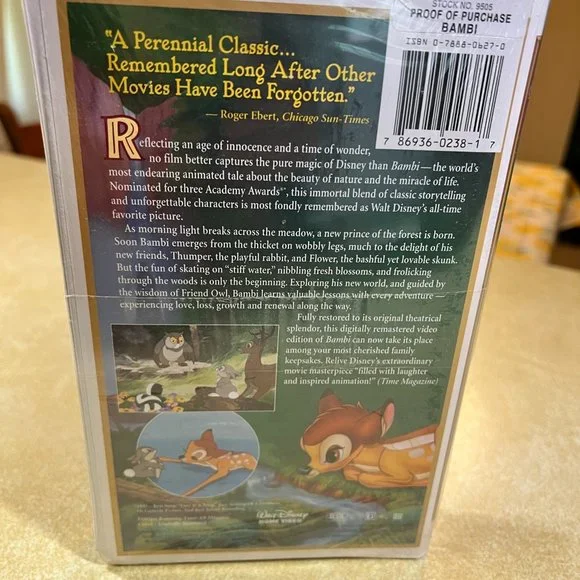 STOCK NO. 9505
PROOF OF PURCHASE
BAMBI
ISBN 0-7888-0627-0
7 86936-0238-1 7
"A Perennial Classic...
Remembered Long After Other
Movies Have Been Forgotten."
— Roger Ebert, Chicago Sun-Times
Reflecting an age of innocence and a time of wonder,
no film better captures the pure magic of Disney than Bambi—the world's
most endearing animated tale about the beauty of nature and the miracle of life.
Nominated for three Academy Awards®, this immortal blend of classic storytelling
and unforgettable characters is most fondly remembered as Walt Disney's all-time
favorite picture.
As morning light breaks across the meadow, a new prince of the forest is born.
Soon Bambi emerges from the thicket on wobbly legs, much to the delight of his
new friends, Thumper, the playful rabbit, and Flower, the bashful yet lovable skunk.
But the fun of skating on "stiff water," nibbling fresh blossoms, and frolicking
through the woods is only the beginning. Exploring his new world, and guided by
the wisdom of Friend Owl, Bambi learns valuable lessons with every adventure —
experiencing love, loss, growth and renewal along the way.
Fully restored to its original theatrical
splendor, this digitally remastered video
edition of Bambi can now take its place
among your most cherished family
keepsakes. Relive Disney's extraordinary
movie masterpiece "filled with laughter
and inspired animation!" (Time Magazine)
Walt Disney
HOME VIDEO